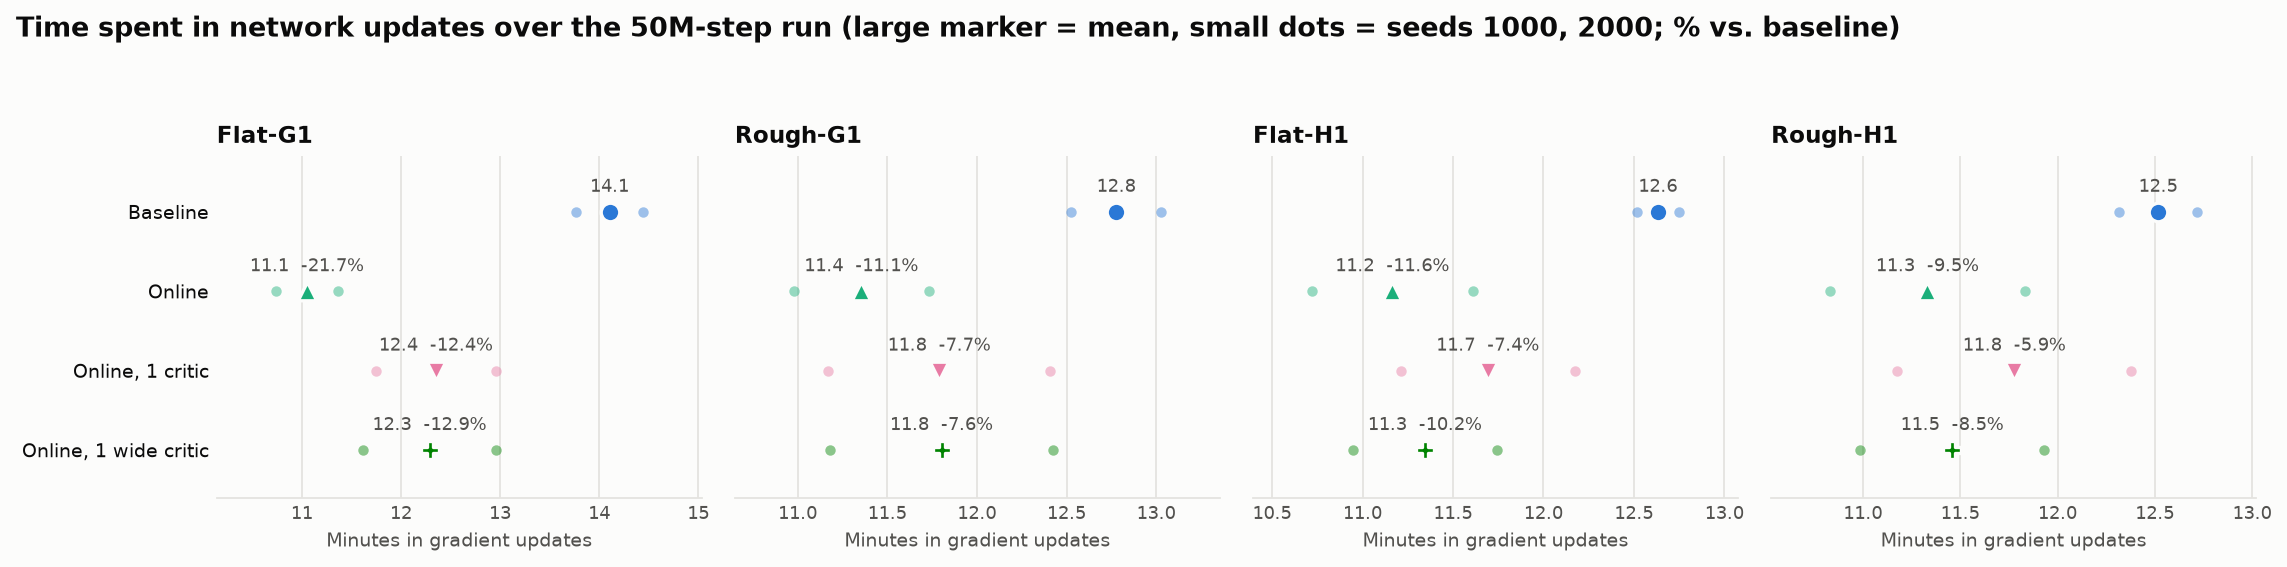 Time spent in network updates over the 50M-step run (large marker = mean, small dots = seeds 1000, 2000; % vs. baseline)
Flat-G1
Rough-G1
Flat-H1
Rough-H1
Baseline
14.1
12.8
12.6
12.5
Online
11.1 -21.7%
11.4 -11.1%
11.2 -11.6%
11.3 -9.5%
Online, 1 critic
12.4 -12.4%
11.8 -7.7%
11.7 -7.4%
11.8 -5.9%
Online, 1 wide critic
12.3 -12.9%
11.8 -7.6%
11.3 -10.2%
11.5 -8.5%
11 12 13 14 15
11.0 11.5 12.0 12.5 13.0
10.5 11.0 11.5 12.0 12.5 13.0
11.0 11.5 12.0 12.5 13.0
Minutes in gradient updates
Minutes in gradient updates
Minutes in gradient updates
Minutes in gradient updates